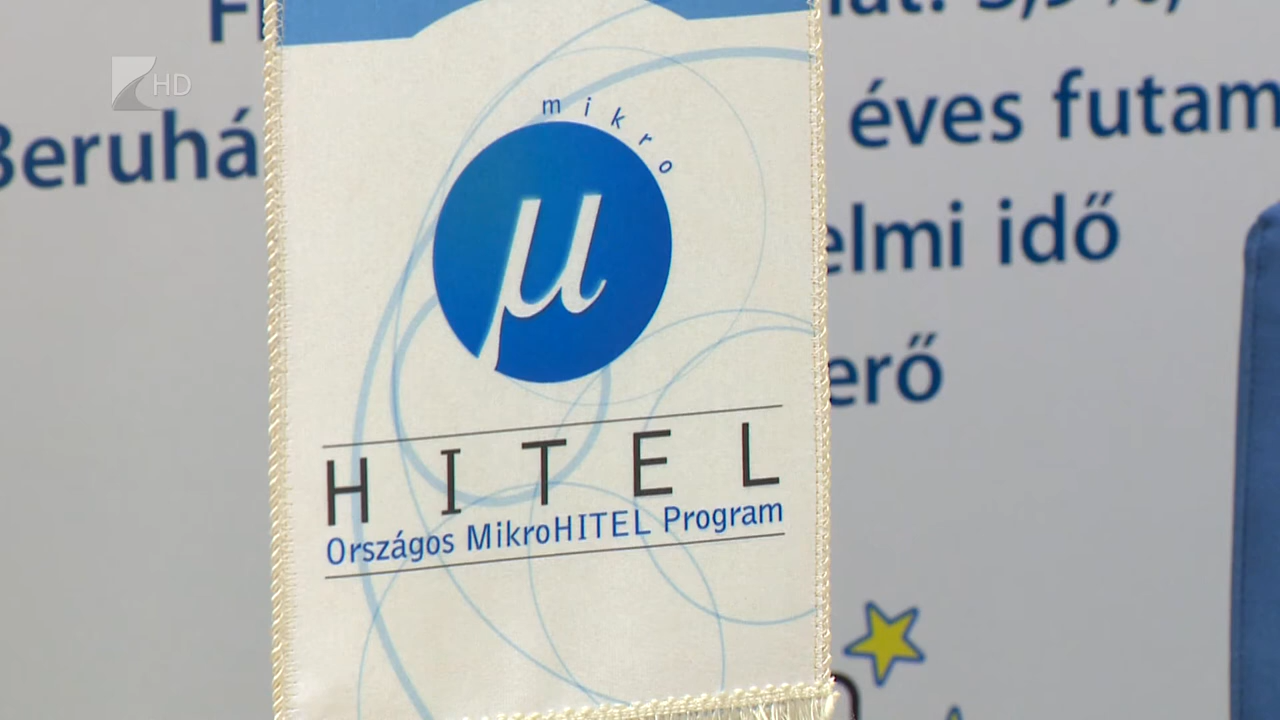 HD
éves futam
Beruhá
elmi idő
erő
mikro
µ
HITEL
Országos MikroHITEL Program